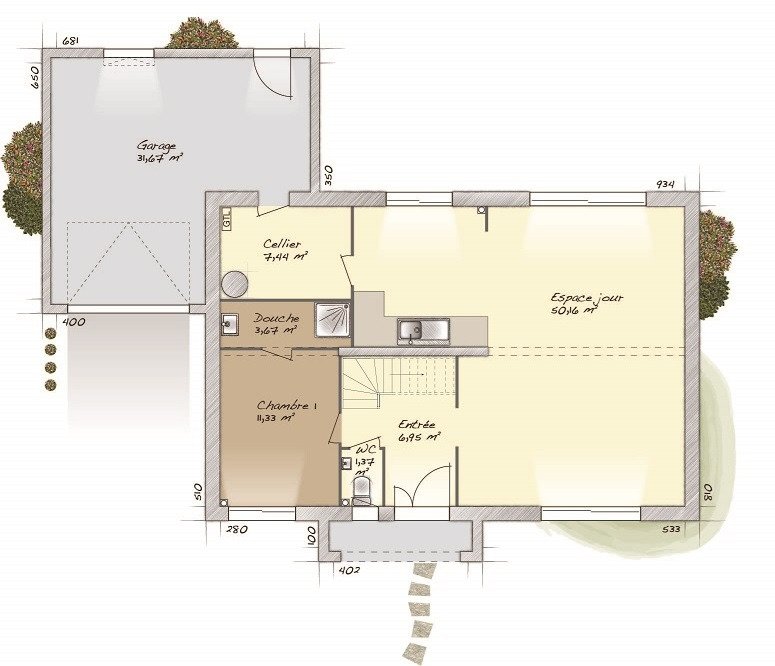 681
650
Garage
31,67 m²
350
934
GTL
Cellier
7,44 m²
Espace jour
50,16 m²
400
Douche
3,67 m²
Chambre 1
11,33 m²
Entrée
6,95 m²
WC
1,37
m²
510
810
280
100
533
402